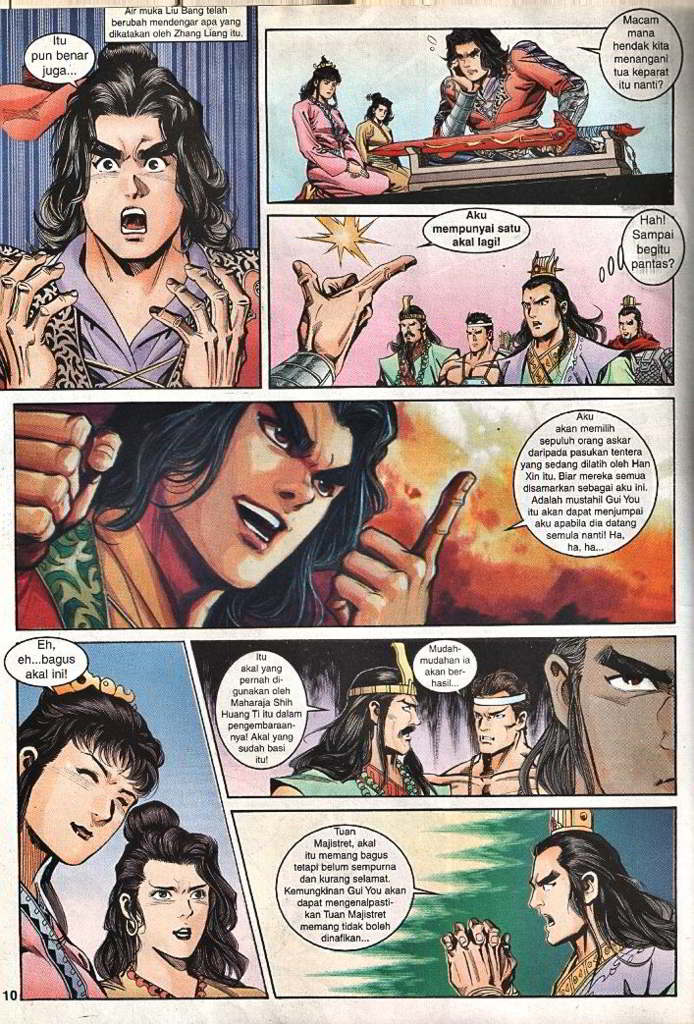 Air muka Liu Bang telah
berubah mendengar apa yang
dikatakan oleh Zhang Liang itu.
Itu
pun benar
juga...
Macam
mana
hendak kita
menangani
tua keparat
itu nanti?
Aku
mempunyai satu
akal lagi!
Hah!
Sampai
begitu
pantas?
Aku
akan memilih
sepuluh orang askar
daripada pasukan tentera
yang sedang dilatih oleh Han
Xin itu. Biar mereka semua
disamarkan sebagai aku ini.
Adalah mustahil Gui You
akan dapat menjumpai
aku apabila dia datang
semula nanti! Ha,
ha, ha...
Eh,
eh...bagus
akal ini!
Itu
akal yang
pernah di-
gunakan oleh
Maharaja Shih
Huang Ti itu dalam
pengembaraan-
nya! Akal yang
sudah basi
itu!
Mudah-
mudahan ia
akan ber-
hasil...
Tuan
Majistret, akal
itu memang bagus
tetapi belum sempurna
dan kurang selamat.
Kemungkinan Gui You akan
dapat mengenalpasti-
kan Tuan Majistret
memang tidak boleh
dinafikan...
10